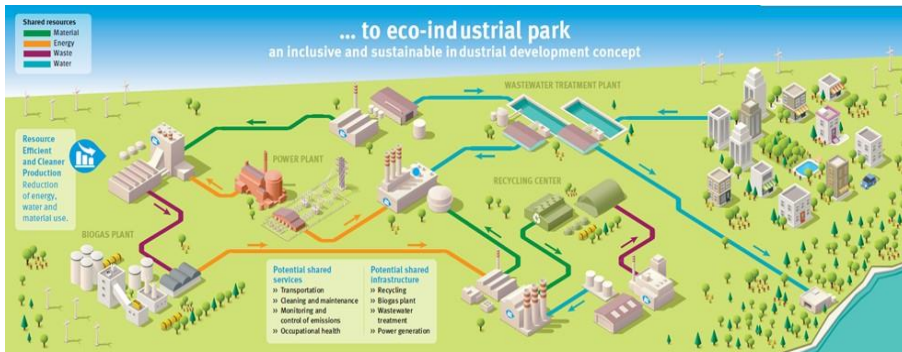 ... to eco-industrial park
an inclusive and sustainable industrial development concept
Shared resources
Material
Energy
Waste
Water
WASTEWATER TREATMENT PLANT
Resource
Efficient
and Cleaner
Production
Reduction
of energy,
water and
material use.
POWER PLANT
RECYCLING CENTER
BIOGAS PLANT
Potential shared
services
» Transportation
» Cleaning and maintenance
» Monitoring and
control of emissions
» Occupational health
Potential shared
infrastructure
» Recycling
» Biogas plant
» Wastewater
treatment
» Power generation